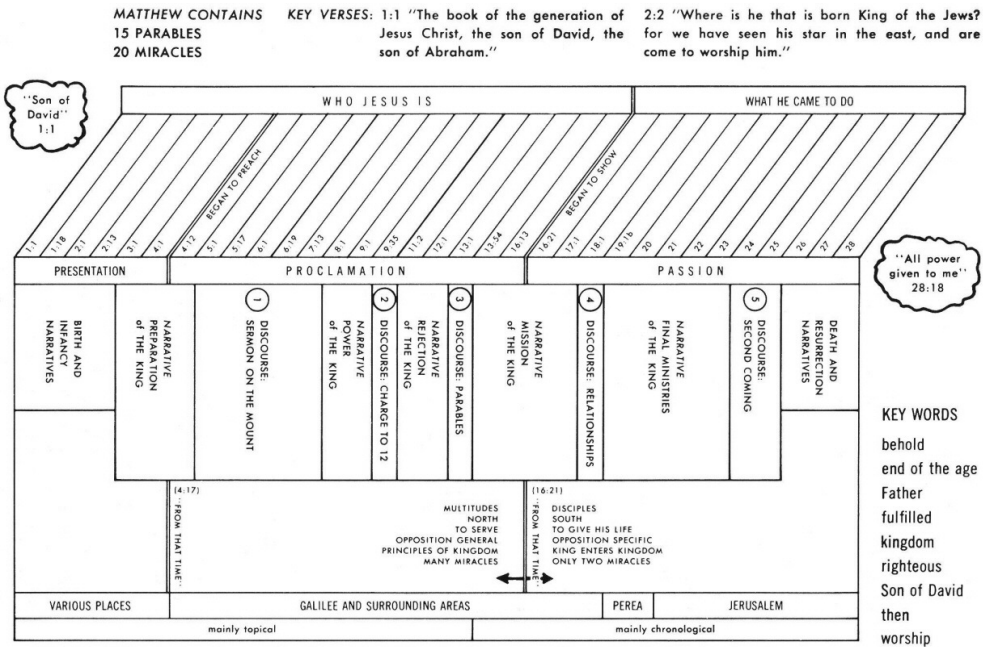 MATTHEW CONTAINS
15 PARABLES
20 MIRACLES
KEY VERSES: 1:1 "The book of the generation of
Jesus Christ, the son of David, the
son of Abraham."
2:2 "Where is he that is born King of the Jews?
for we have seen his star in the east, and are
come to worship him."
"Son of
David"
1:1
WHO JESUS IS
WHAT HE CAME TO DO
BEGAN TO PREACH
BEGAN TO SHOW
1:1
1:18
2:1
2:13
3:1
4:1
4:12
5:1
5:17
6:1
6:19
7:13
8:1
9:1
9:35
11:2
12:1
13:1
13:54
16:13
16:21
17:1
18:1
19:1b
20
21
22
23
24
25
26
27
28
"All power
given to me"
28:18
PRESENTATION
PROCLAMATION
PASSION
BIRTH AND
INFANCY
NARRATIVES
NARRATIVE
PREPARATION
of THE KING
1
DISCOURSE:
SERMON ON THE MOUNT
NARRATIVE
POWER
of THE KING
2
DISCOURSE: CHARGE TO 12
NARRATIVE
REJECTION
of THE KING
3
DISCOURSE: PARABLES
NARRATIVE
MISSION
of THE KING
4
DISCOURSE: RELATIONSHIPS
NARRATIVE
FINAL MINISTRIES
of THE KING
5
DISCOURSE:
SECOND COMING
DEATH AND
RESURRECTION
NARRATIVES
(4:17)
"FROM THAT TIME"
MULTITUDES
NORTH
TO SERVE
OPPOSITION GENERAL
PRINCIPLES OF KINGDOM
MANY MIRACLES
(16:21)
"FROM THAT TIME"
DISCIPLES
SOUTH
TO GIVE HIS LIFE
OPPOSITION SPECIFIC
KING ENTERS KINGDOM
ONLY TWO MIRACLES
VARIOUS PLACES
GALILEE AND SURROUNDING AREAS
PEREA
JERUSALEM
mainly topical
mainly chronological
KEY WORDS
behold
end of the age
Father
fulfilled
kingdom
righteous
Son of David
then
worship